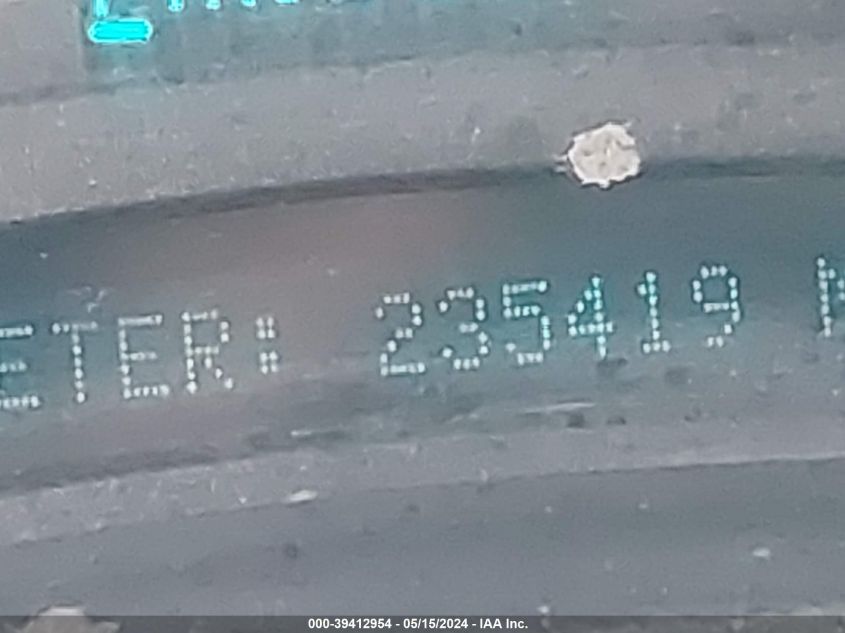 ETER: 235419 M
000-39412954 - 05/15/2024 - IAA Inc.